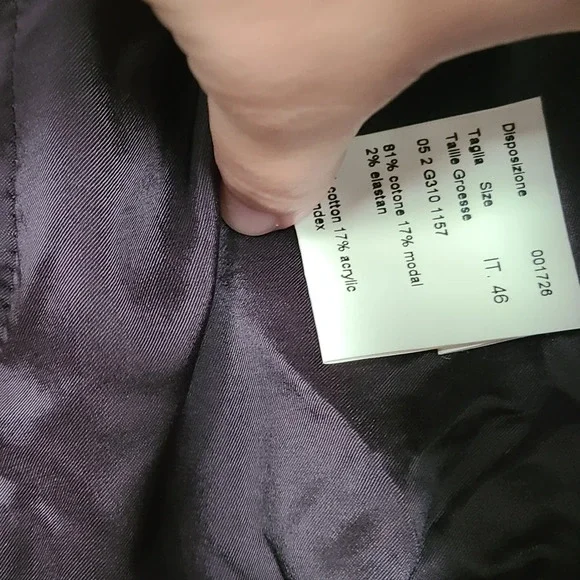 Disposizione 001728
Taglia Size IT. 46
Taille Groesse
05 2 G310 1157
81% cotone 17% modal
2% elastan
cotton 17% acrylic